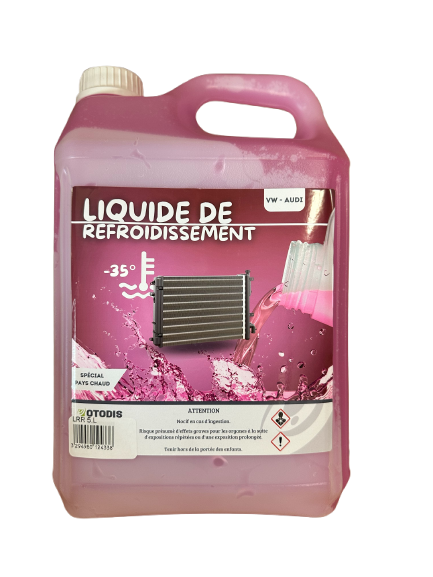 VW - AUDI
LIQUIDE DE
REFROIDISSEMENT
-35°
SPÉCIAL
PAYS CHAUD
OTODIS
LRR 5.L
ATTENTION
Nocif en cas d'ingestion.
Risque présumé d'effets graves pour les organes à la suite
d'expositions répétées ou d'une exposition prolongée.
Tenir hors de la portée des enfants.